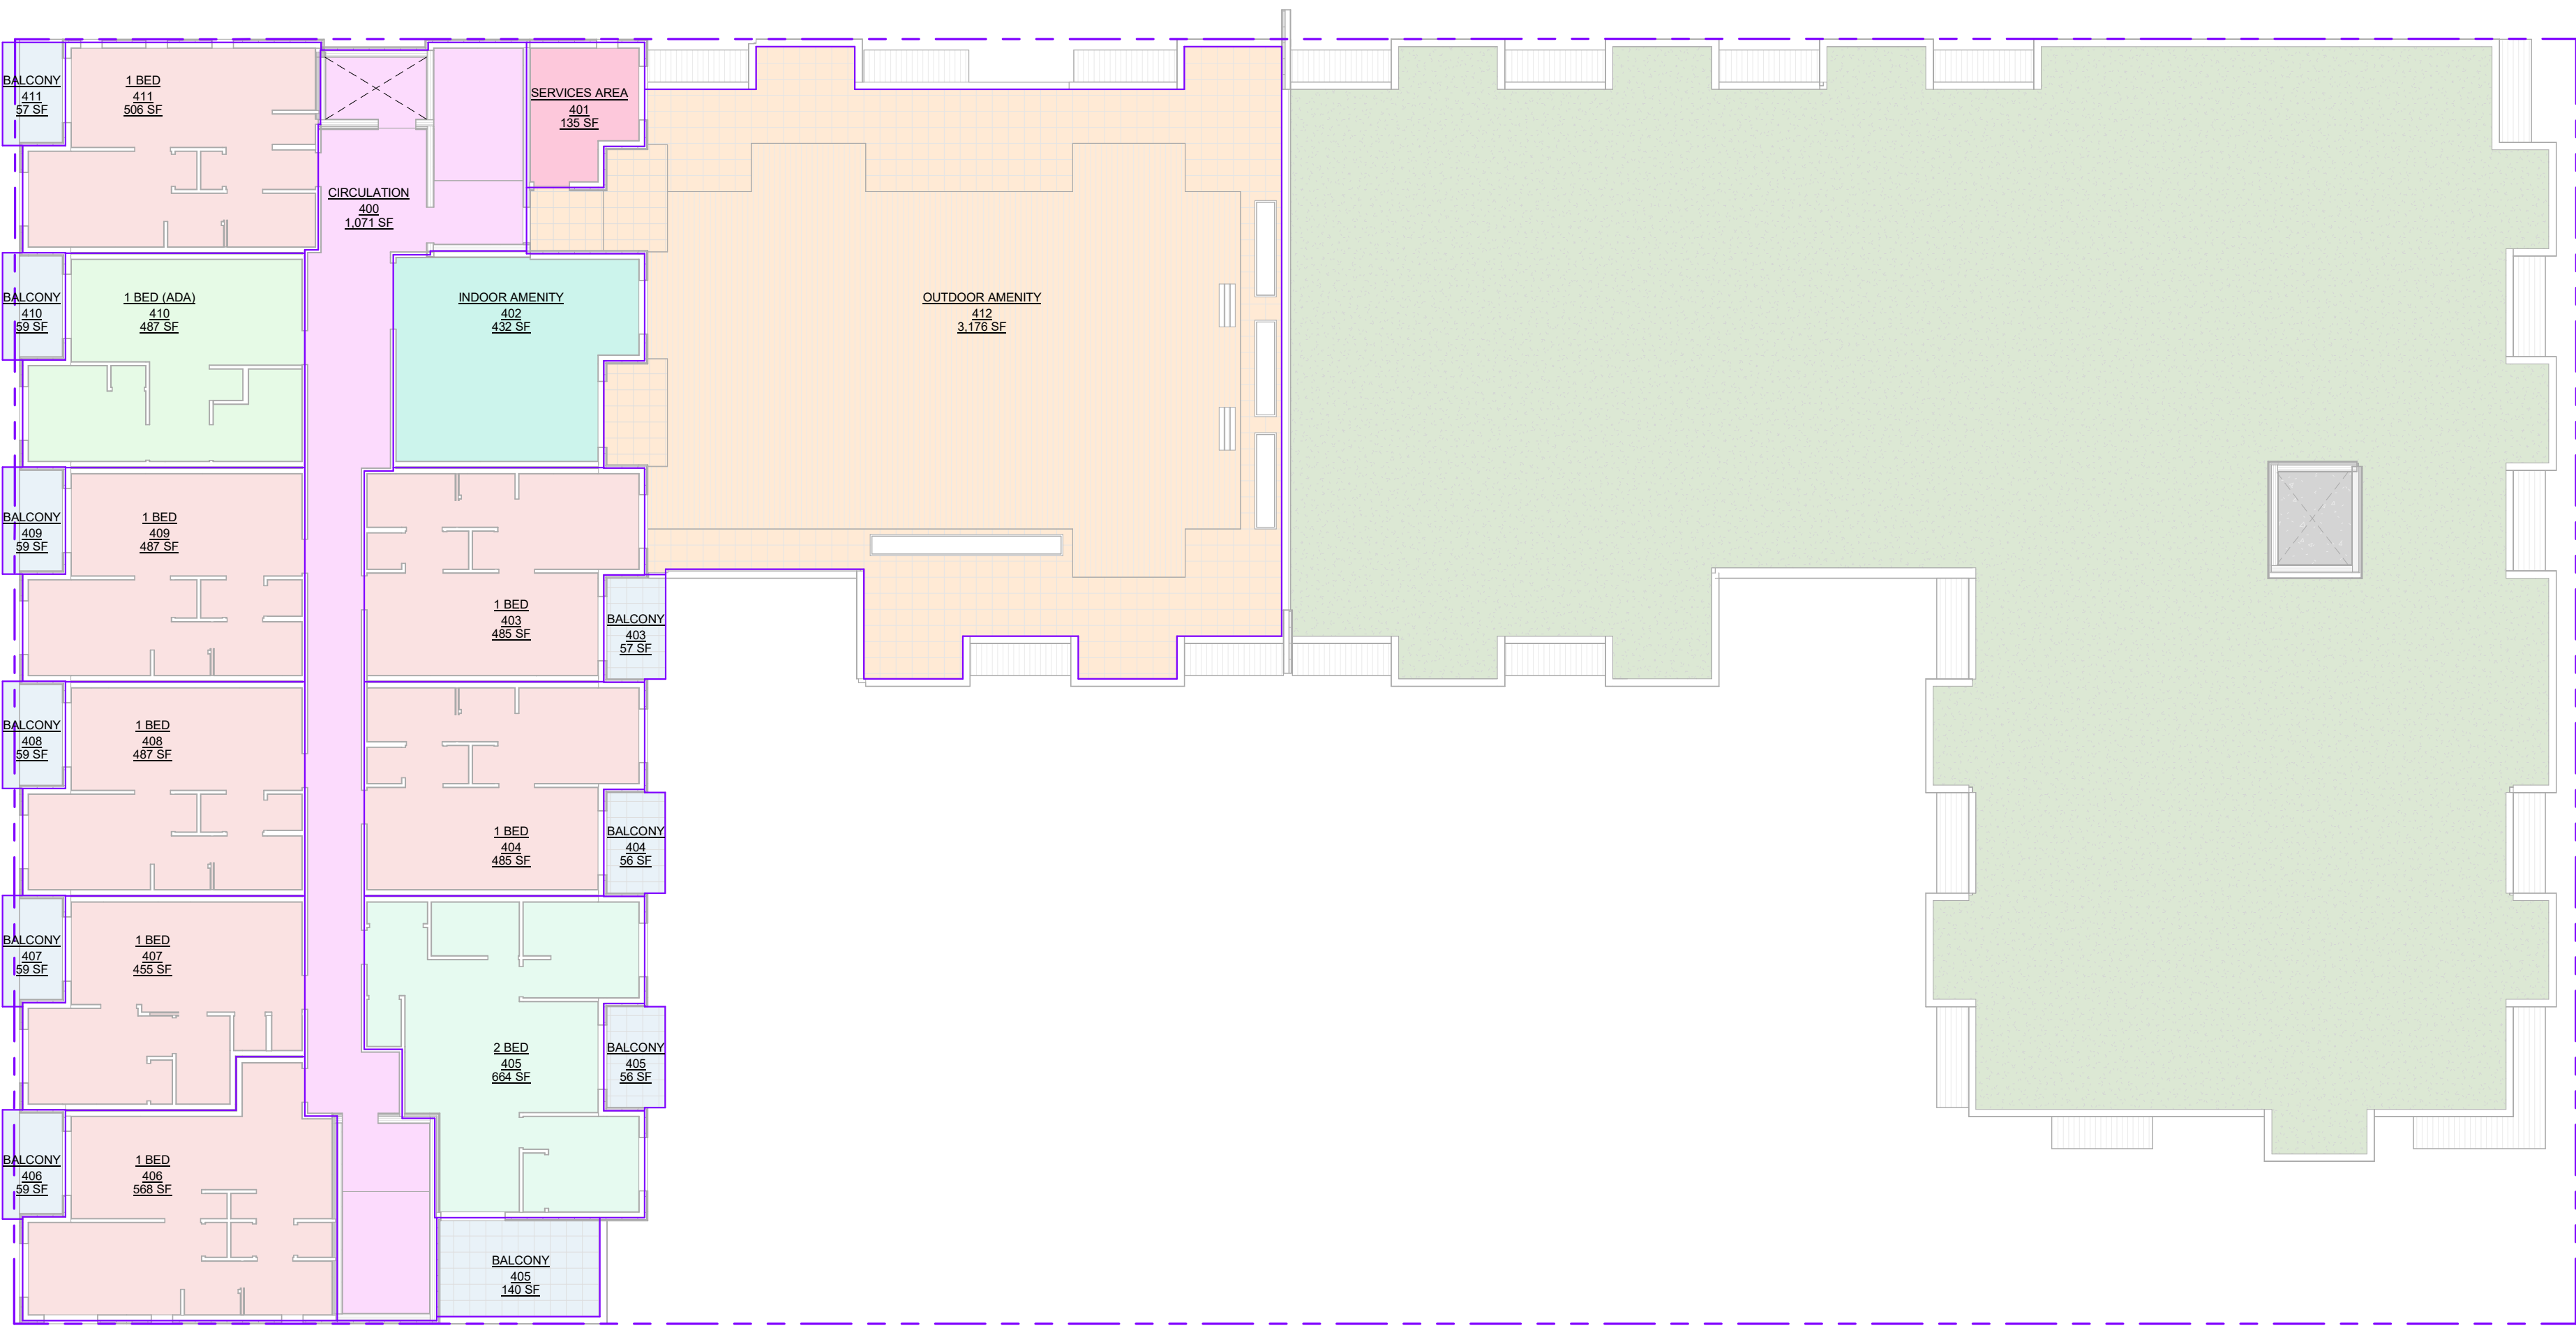 BALCONY
411
57 SF
1 BED
411
506 SF
SERVICES AREA
401
135 SF
CIRCULATION
400
1,071 SF
BALCONY
410
59 SF
1 BED (ADA)
410
487 SF
INDOOR AMENITY
402
432 SF
OUTDOOR AMENITY
412
3,176 SF
BALCONY
409
59 SF
1 BED
409
487 SF
1 BED
403
485 SF
BALCONY
403
57 SF
BALCONY
408
59 SF
1 BED
408
487 SF
1 BED
404
485 SF
BALCONY
404
56 SF
BALCONY
407
59 SF
1 BED
407
455 SF
2 BED
405
664 SF
BALCONY
405
56 SF
BALCONY
406
59 SF
1 BED
406
568 SF
BALCONY
405
140 SF